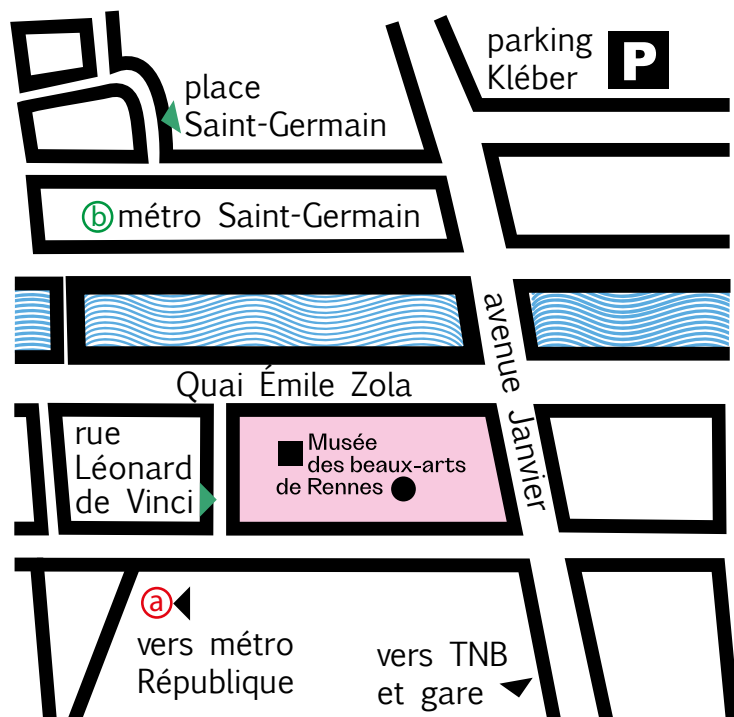 parking
Kléber
P
place
Saint-Germain
b métro Saint-Germain
avenue Janvier
Quai Émile Zola
rue
Léonard
de Vinci
Musée
des beaux-arts
de Rennes
a
vers métro
République
vers TNB
et gare